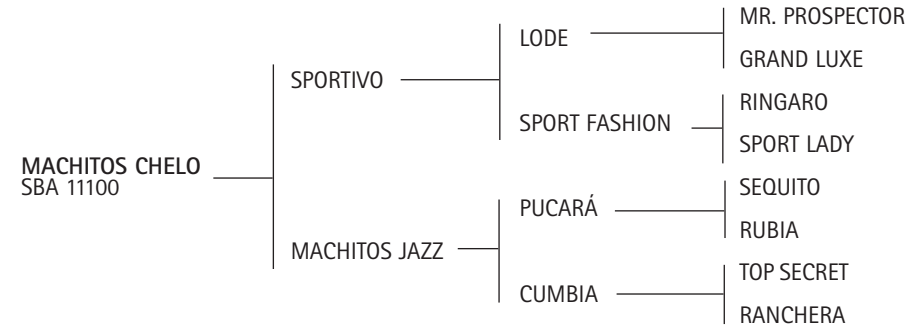 MR. PROSPECTOR
LODE
GRAND LUXE
SPORTIVO
RINGARO
SPORT FASHION
SPORT LADY
MACHITOS CHELO
SBA 11100
SEQUITO
PUCARÁ
RUBIA
MACHITOS JAZZ
TOP SECRET
CUMBIA
RANCHERA